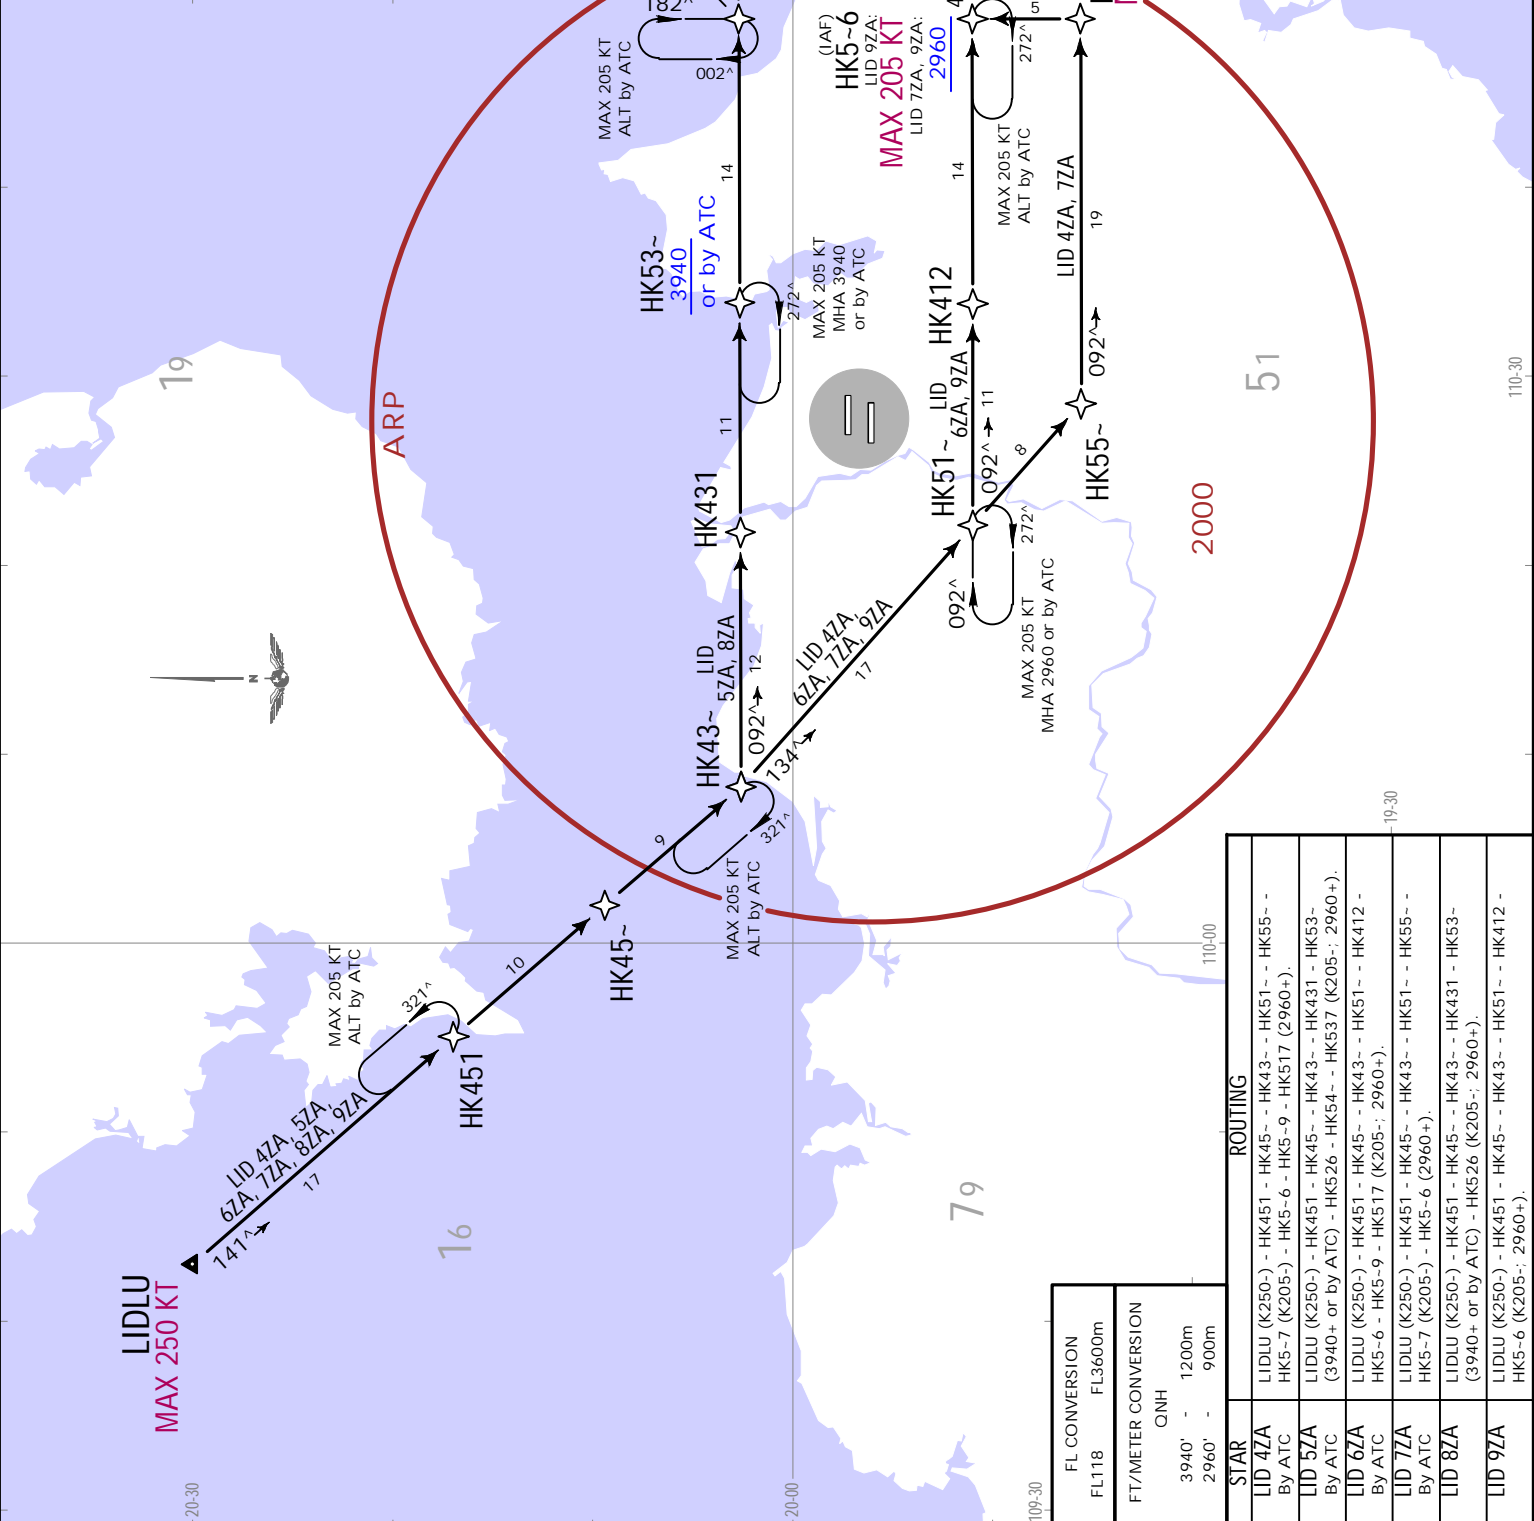 LIDLU
MAX 250 KT
141^
LID 4ZA, 5ZA,
6ZA, 7ZA, 8ZA, 9ZA
17
HK451
321^
MAX 205 KT
ALT by ATC
10
HK45~
9
321^
MAX 205 KT
ALT by ATC
HK43~
LID
5ZA, 8ZA
092^
12
134^
LID 4ZA,
6ZA, 7ZA, 9ZA
17
HK431
11
HK53~
3940
or by ATC
272^
MAX 205 KT
MHA 3940
or by ATC
14
182^
002^
MAX 205 KT
ALT by ATC
HK51~
092^
272^
MAX 205 KT
MHA 2960 or by ATC
LID
6ZA, 9ZA
092^
11
HK412
14
(IAF)
HK5~6
LID 9ZA:
MAX 205 KT
LID 7ZA, 9ZA:
2960
4
272^
MAX 205 KT
ALT by ATC
5
8
HK55~
092^
LID 4ZA, 7ZA
19
ARP
2000
N
19
16
79
51
20-30
20-00
19-30
109-30
110-00
110-30
FL CONVERSION
FL118 FL3600m
FT/METER CONVERSION
QNH
3940' - 1200m
2960' - 900m
STAR ROUTING
LID 4ZA LIDLU (K250-) - HK451 - HK45~ - HK43~ - HK51~ - HK55~ -
By ATC HK5~7 (K205-) - HK5~6 - HK5~9 - HK517 (2960+).
LID 5ZA LIDLU (K250-) - HK451 - HK45~ - HK43~ - HK431 - HK53~
By ATC (3940+ or by ATC) - HK526 - HK54~ - HK537 (K205-; 2960+).
LID 6ZA LIDLU (K250-) - HK451 - HK45~ - HK43~ - HK51~ - HK412 -
By ATC HK5~6 - HK5~9 - HK517 (K205-; 2960+).
LID 7ZA LIDLU (K250-) - HK451 - HK45~ - HK43~ - HK51~ - HK55~ -
By ATC HK5~7 (K205-) - HK5~6 (2960+).
LID 8ZA LIDLU (K250-) - HK451 - HK45~ - HK43~ - HK431 - HK53~
(3940+ or by ATC) - HK526 (K205-; 2960+).
LID 9ZA LIDLU (K250-) - HK451 - HK45~ - HK43~ - HK51~ - HK412 -
HK5~6 (K205-; 2960+).